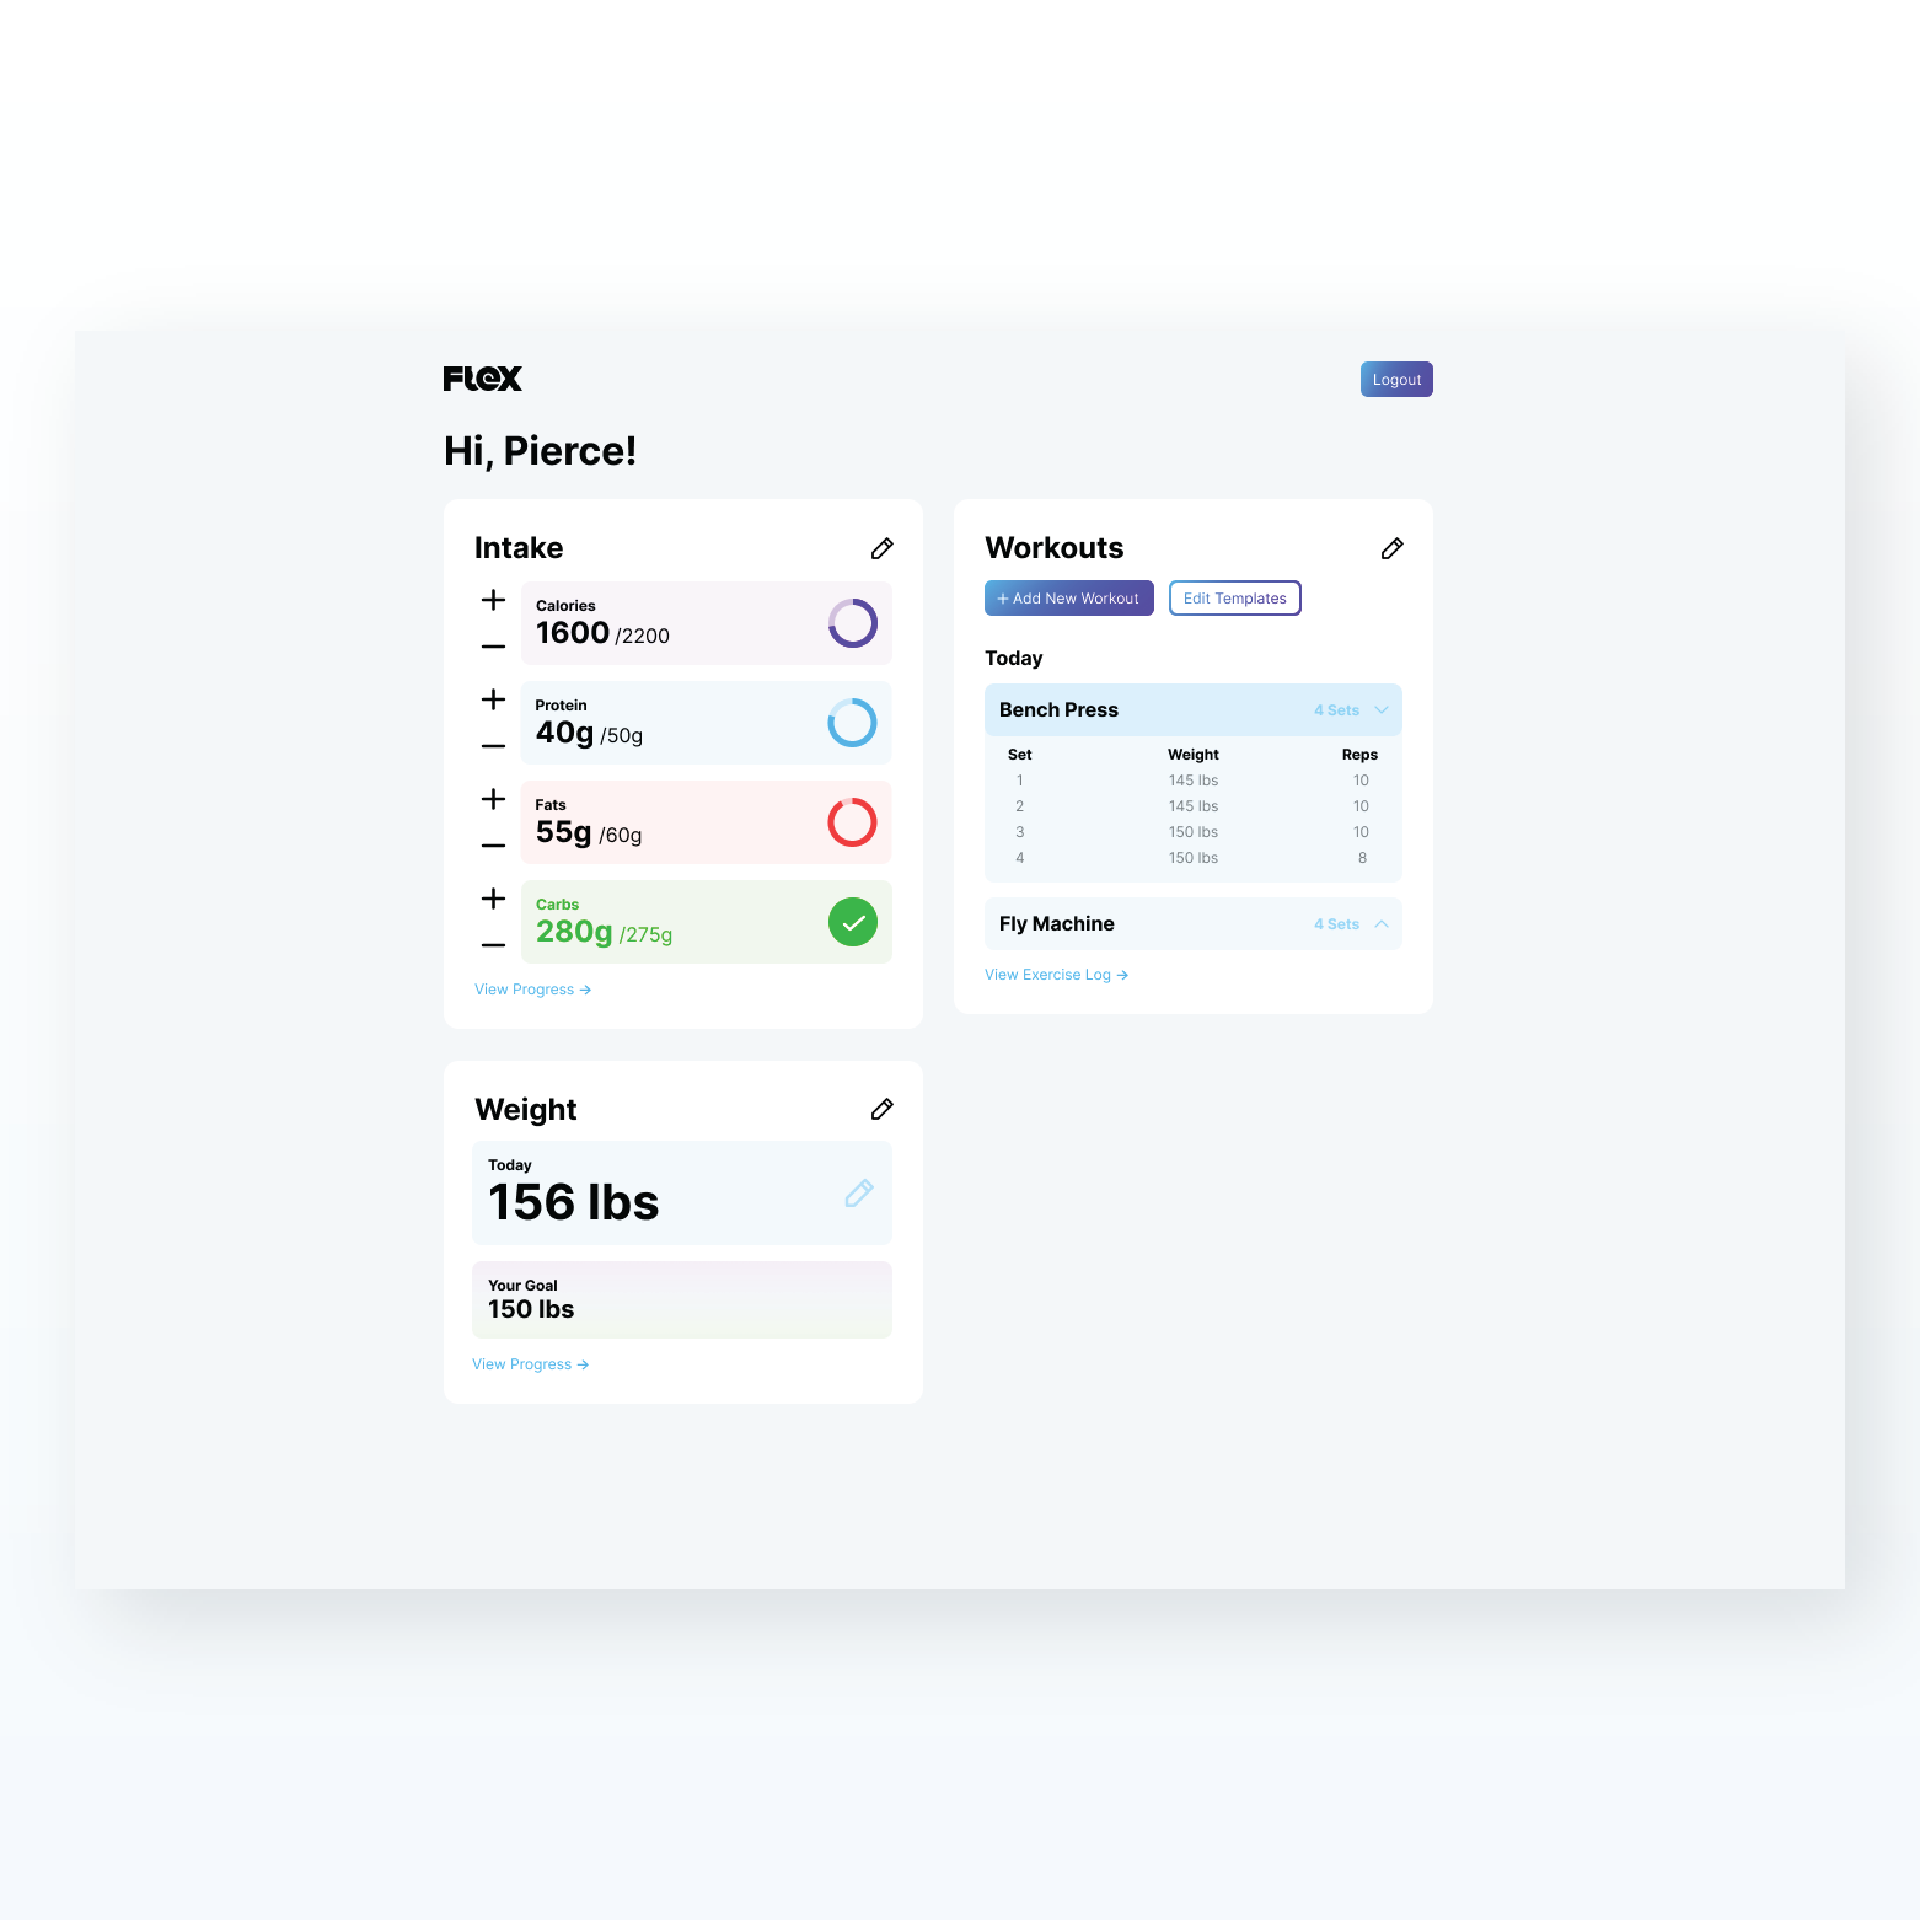 FLEX
Logout
Hi, Pierce!
Intake
Calories
1600 /2200
Protein
40g /50g
Fats
55g /60g
Carbs
280g /275g
View Progress →
Workouts
+ Add New Workout
Edit Templates
Today
Bench Press 4 Sets
Set Weight Reps
1 145 lbs 10
2 145 lbs 10
3 150 lbs 10
4 150 lbs 8
Fly Machine 4 Sets
View Exercise Log →
Weight
Today
156 lbs
Your Goal
150 lbs
View Progress →